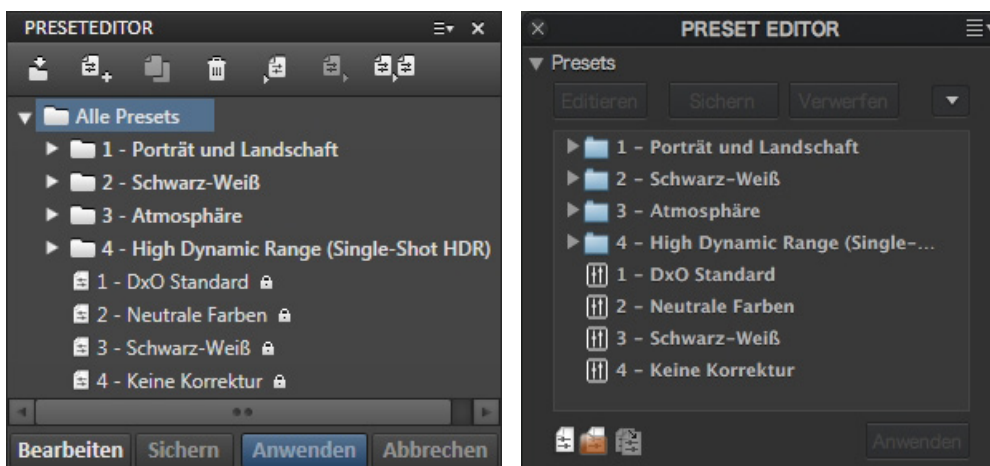 PRESETEDITOR
Alle Presets
1 - Porträt und Landschaft
2 - Schwarz-Weiß
3 - Atmosphäre
4 - High Dynamic Range (Single-Shot HDR)
1 - DxO Standard
2 - Neutrale Farben
3 - Schwarz-Weiß
4 - Keine Korrektur
Bearbeiten Sichern Anwenden Abbrechen
PRESET EDITOR
Presets
Editieren Sichern Verwerfen
1 – Porträt und Landschaft
2 – Schwarz-Weiß
3 – Atmosphäre
4 – High Dynamic Range (Single-...
1 – DxO Standard
2 – Neutrale Farben
3 – Schwarz-Weiß
4 – Keine Korrektur
Anwenden